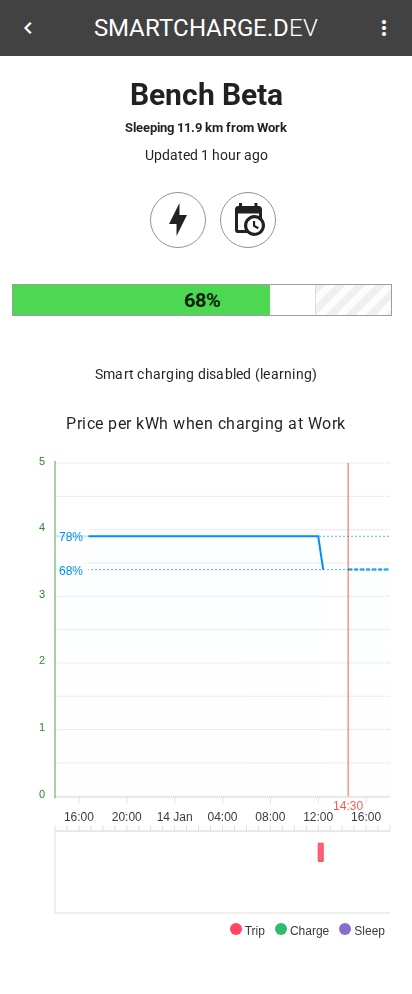 SMARTCHARGE.DEV
Bench Beta
Sleeping 11.9 km from Work
Updated 1 hour ago
68%
Smart charging disabled (learning)
Price per kWh when charging at Work
5
4
78%
68%
3
2
1
0
14:30
16:00 20:00 14 Jan 04:00 08:00 12:00 16:00
Trip Charge Sleep